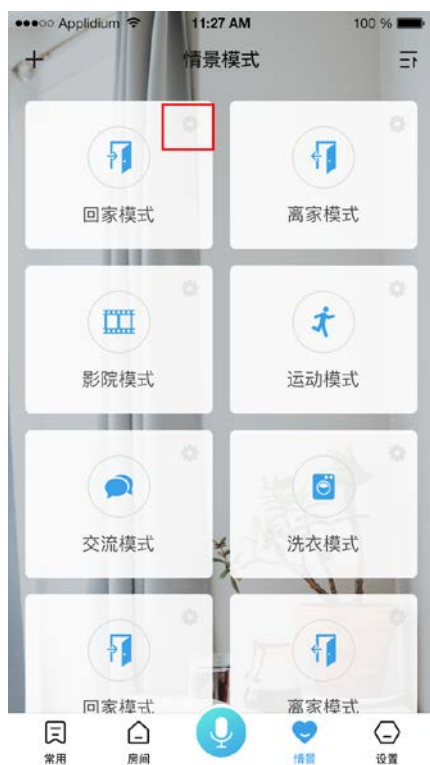 ●●●○○ Applidium 11:27 AM 100 %
情景模式
回家模式 离家模式
影院模式 运动模式
交流模式 洗衣模式
回家模式 离家模式
常用 房间 情景 设置